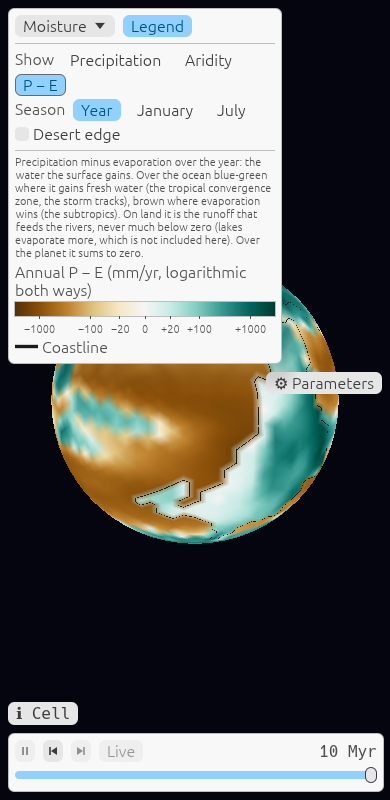 Moisture Legend
Show Precipitation Aridity
P – E
Season Year January July
Desert edge
Precipitation minus evaporation over the year: the
water the surface gains. Over the ocean blue-green
where it gains fresh water (the tropical convergence
zone, the storm tracks), brown where evaporation
wins (the subtropics). On land it is the runoff that
feeds the rivers, never much below zero (lakes
evaporate more, which is not included here). Over
the planet it sums to zero.
Annual P – E (mm/yr, logarithmic
both ways)
−1000 −100 −20 0 +20 +100 +1000
Coastline
⚙ Parameters
ℹ Cell
Live 10 Myr